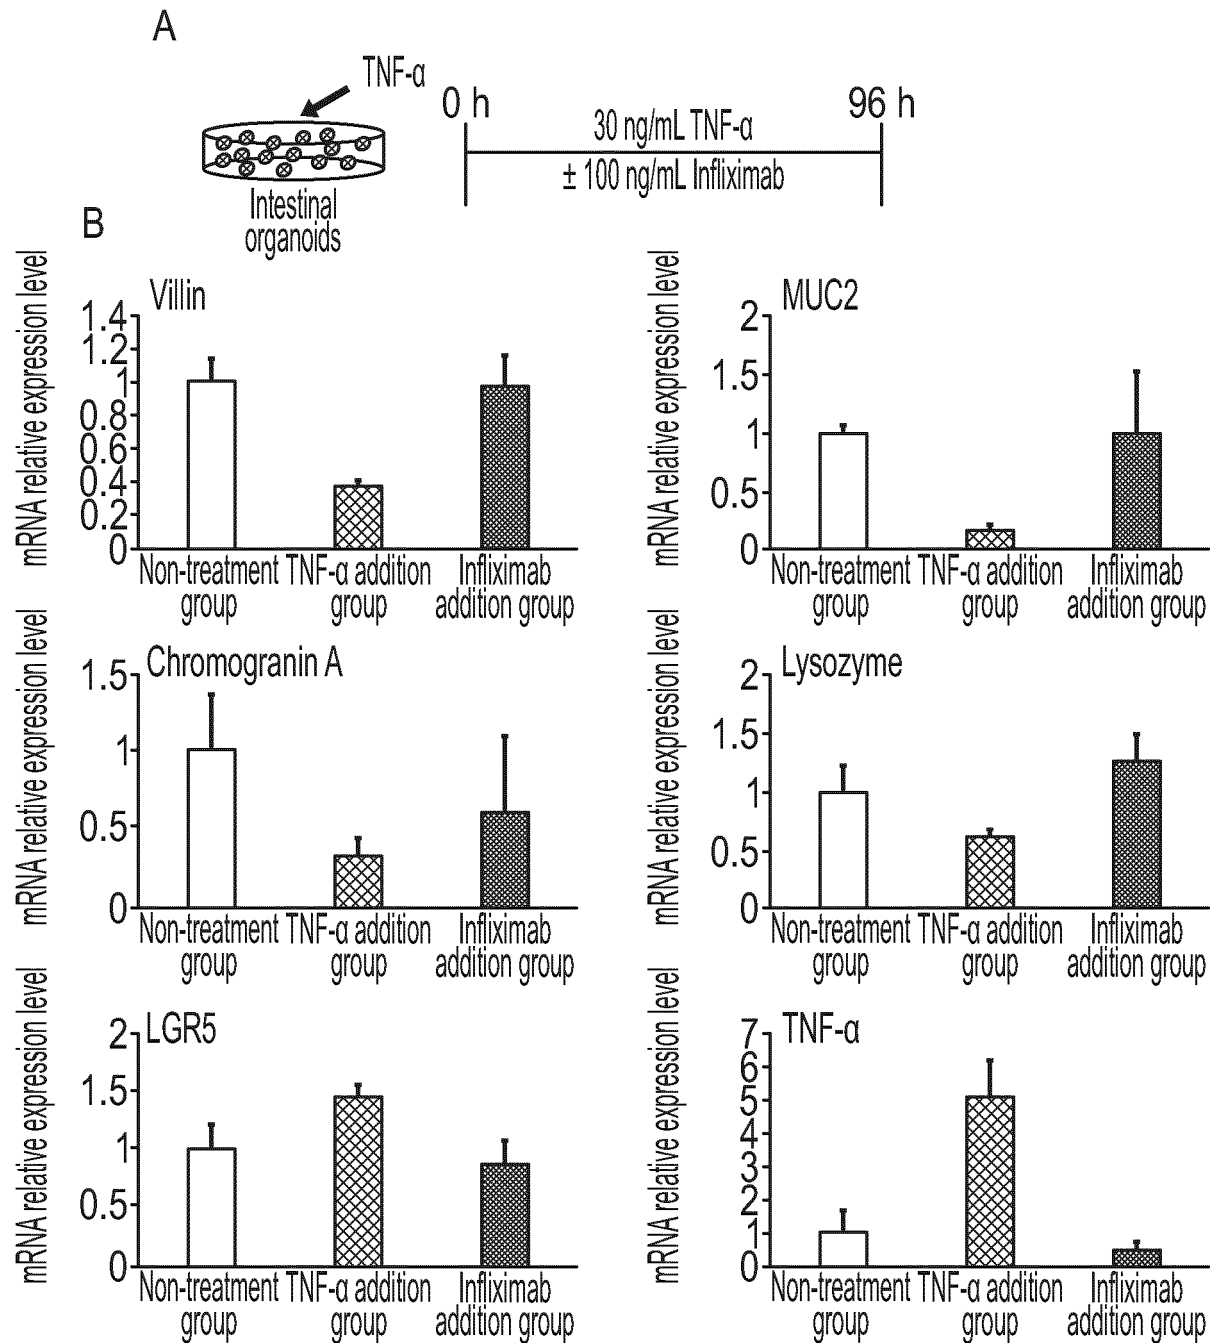 A
TNF-α
0 h
96 h
30 ng/mL TNF-α
± 100 ng/mL Infliximab
Intestinal
organoids
B
Villin
mRNA relative expression level
1.4
1.2
1
0.8
0.6
0.4
0.2
0
Non-treatment
group
TNF-α addition
group
Infliximab
addition group
MUC2
mRNA relative expression level
2
1.5
1
0.5
0
Non-treatment
group
TNF-α addition
group
Infliximab
addition group
Chromogranin A
mRNA relative expression level
1.5
1
0.5
0
Non-treatment
group
TNF-α addition
group
Infliximab
addition group
Lysozyme
mRNA relative expression level
2
1.5
1
0.5
0
Non-treatment
group
TNF-α addition
group
Infliximab
addition group
LGR5
mRNA relative expression level
2
1.5
1
0.5
0
Non-treatment
group
TNF-α addition
group
Infliximab
addition group
TNF-α
mRNA relative expression level
7
6
5
4
3
2
1
0
Non-treatment
group
TNF-α addition
group
Infliximab
addition group